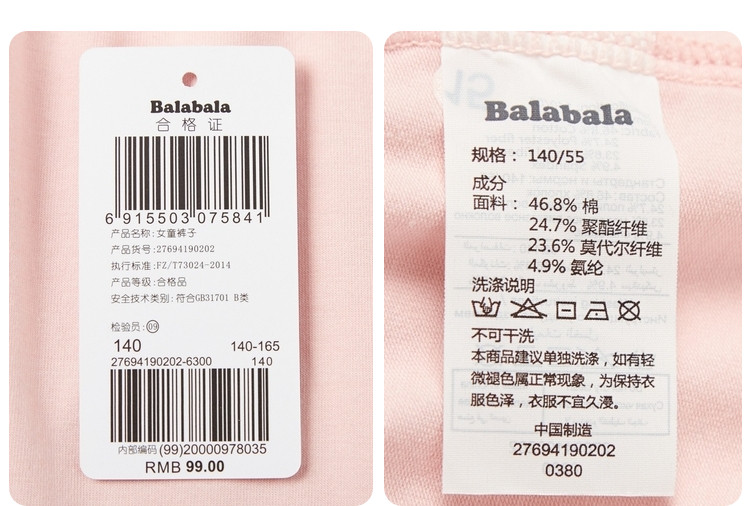 Balabala
合格证
6 915503 075841
产品名称:女童裤子
产品货号:27694190202
执行标准:FZ/T73024-2014
产品等级:合格品
安全技术类别:符合GB31701 B类
检验员:09
140 140-165
27694190202-6300 140
内部编码(99)20000978035
RMB 99.00
Balabala
规格：140/55
成分
面料：46.8% 棉
24.7% 聚酯纤维
23.6% 莫代尔纤维
4.9% 氨纶
洗涤说明
不可干洗
本商品建议单独洗涤，如有轻
微褪色属正常现象，为保持衣
服色泽，衣服不宜久浸。
中国制造
27694190202
0380